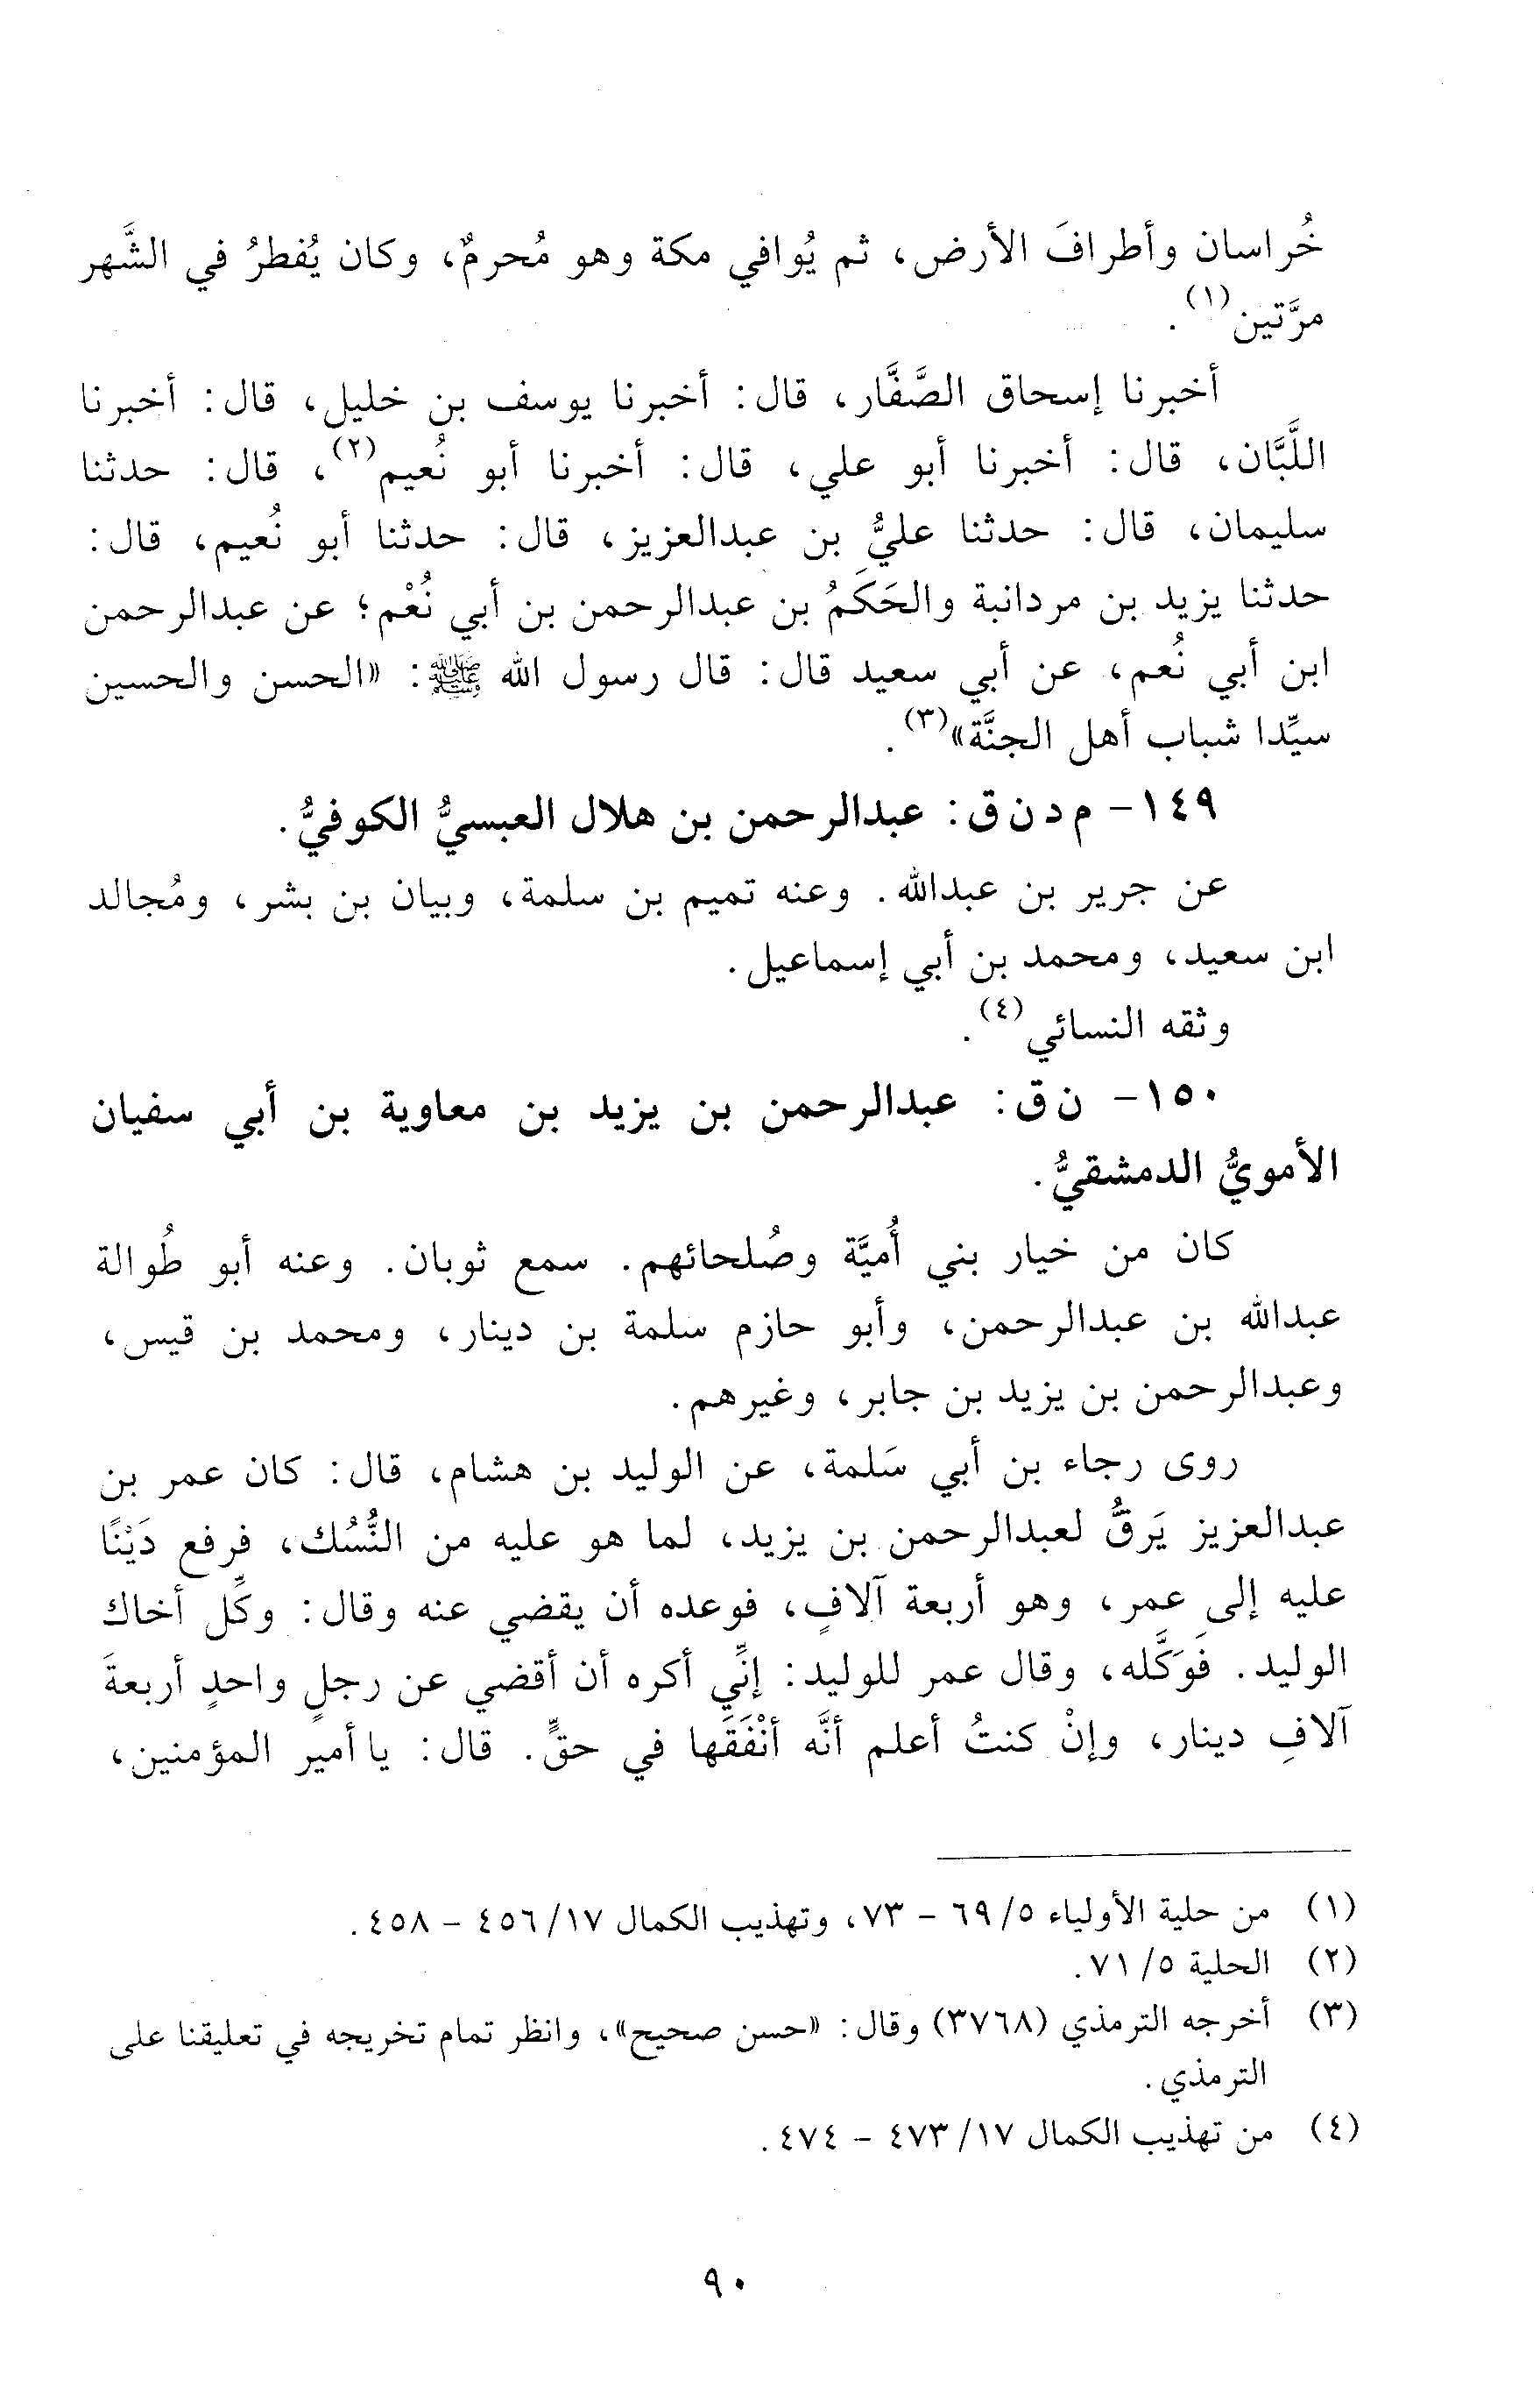 خُراسان وأطرافَ الأرض، ثم يُوافي مكة وهو مُحرمٌ، وكان يُفطرُ في الشَّهر
مرَّتين(١).
أخبرنا إسحاق الصَّفَّار، قال: أخبرنا يوسف بن خليل، قال: أخبرنا
اللَّبَّان، قال: أخبرنا أبو علي، قال: أخبرنا أبو نُعيم(٢)، قال: حدثنا
سليمان، قال: حدثنا عليُّ بن عبدالعزيز، قال: حدثنا أبو نُعيم، قال:
حدثنا يزيد بن مردانبة والحَكَمُ بن عبدالرحمن بن أبي نُعْم؛ عن عبدالرحمن
ابن أبي نُعم، عن أبي سعيد قال: قال رسول الله ﷺ: «الحسن والحسين
سيِّدا شباب أهل الجنَّة»(٣).
١٤٩- م د ن ق: عبدالرحمن بن هلال العبسيُّ الكوفيُّ.
عن جرير بن عبدالله. وعنه تميم بن سلمة، وبيان بن بشر، ومُجالد
ابن سعيد، ومحمد بن أبي إسماعيل.
وثقه النسائي(٤).
١٥٠- ن ق: عبدالرحمن بن يزيد بن معاوية بن أبي سفيان
الأمويُّ الدمشقيُّ.
كان من خيار بني أُميَّة وصُلحائهم. سمع ثوبان. وعنه أبو طُوالة
عبدالله بن عبدالرحمن، وأبو حازم سلمة بن دينار، ومحمد بن قيس،
وعبدالرحمن بن يزيد بن جابر، وغيرهم.
روى رجاء بن أبي سَلمة، عن الوليد بن هشام، قال: كان عمر بن
عبدالعزيز يَرقُّ لعبدالرحمن بن يزيد، لما هو عليه من النُّسُك، فرفع دَيْنًا
عليه إلى عمر، وهو أربعة آلافٍ، فوعده أن يقضي عنه وقال: وكِّل أخاك
الوليد. فَوَكَّله، وقال عمر للوليد: إنِّي أكره أن أقضي عن رجلٍ واحدٍ أربعةَ
آلافِ دينار، وإنْ كنتُ أعلم أنَّه أنْفَقَها في حقٍّ. قال: يا أمير المؤمنين،
(١) من حلية الأولياء ٥/ ٦٩ - ٧٣، وتهذيب الكمال ١٧/ ٤٥٦ - ٤٥٨.
(٢) الحلية ٥/ ٧١.
(٣) أخرجه الترمذي (٣٧٦٨) وقال: «حسن صحيح»، وانظر تمام تخريجه في تعليقنا على
الترمذي.
(٤) من تهذيب الكمال ١٧/ ٤٧٣ - ٤٧٤.
٩٠